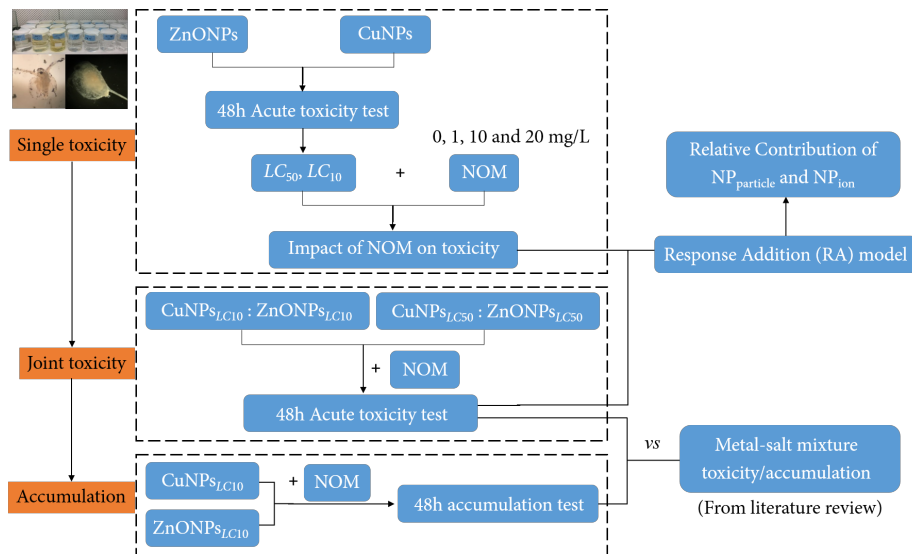 ZnONPs
CuNPs
48h Acute toxicity test
0, 1, 10 and 20 mg/L
Single toxicity
LC50, LC10
+
NOM
Relative Contribution of
NPparticle and NPion
Impact of NOM on toxicity
Response Addition (RA) model
CuNPsLC10 : ZnONPsLC10
CuNPsLC50 : ZnONPsLC50
Joint toxicity
+
NOM
48h Acute toxicity test
vs
Metal-salt mixture
toxicity/accumulation
(From literature review)
Accumulation
CuNPsLC10
+
NOM
48h accumulation test
ZnONPsLC10